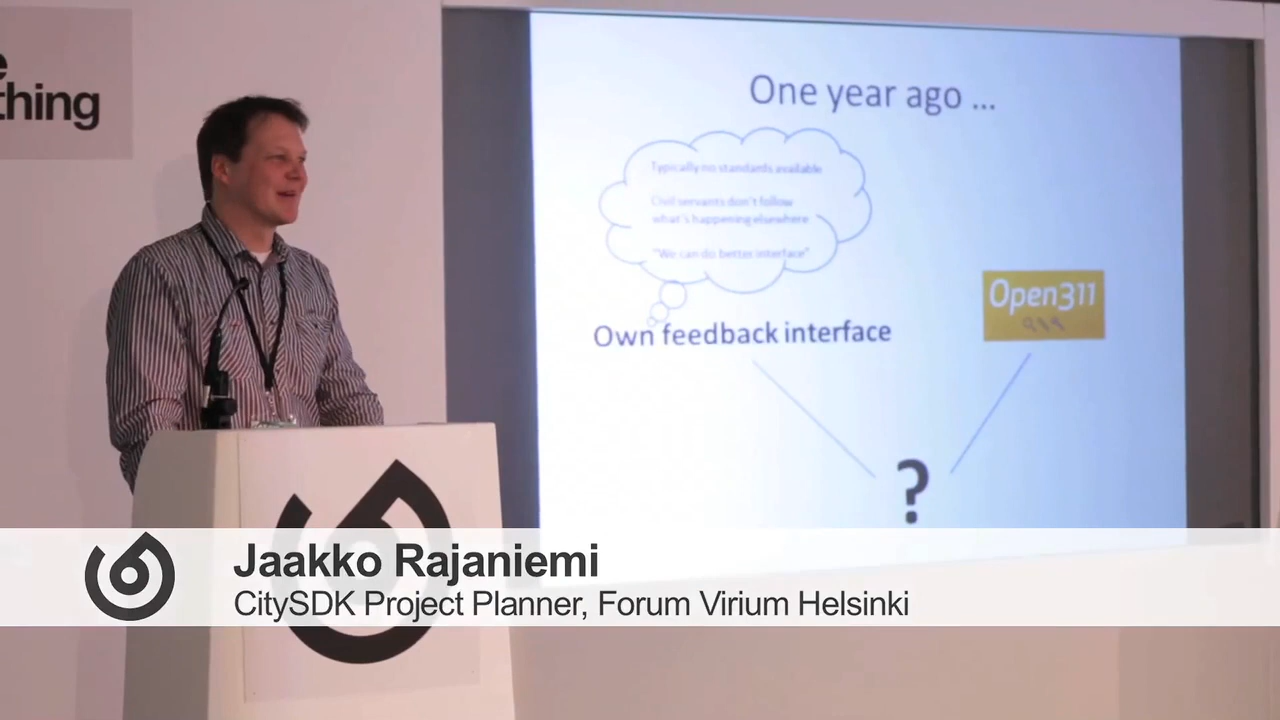 e
thing
One year ago ...
Typically no standards available
Civil servants don't follow
what's happening elsewhere
"We can do better interface"
Own feedback interface
Open311
?
Jaakko Rajaniemi
CitySDK Project Planner, Forum Virium Helsinki